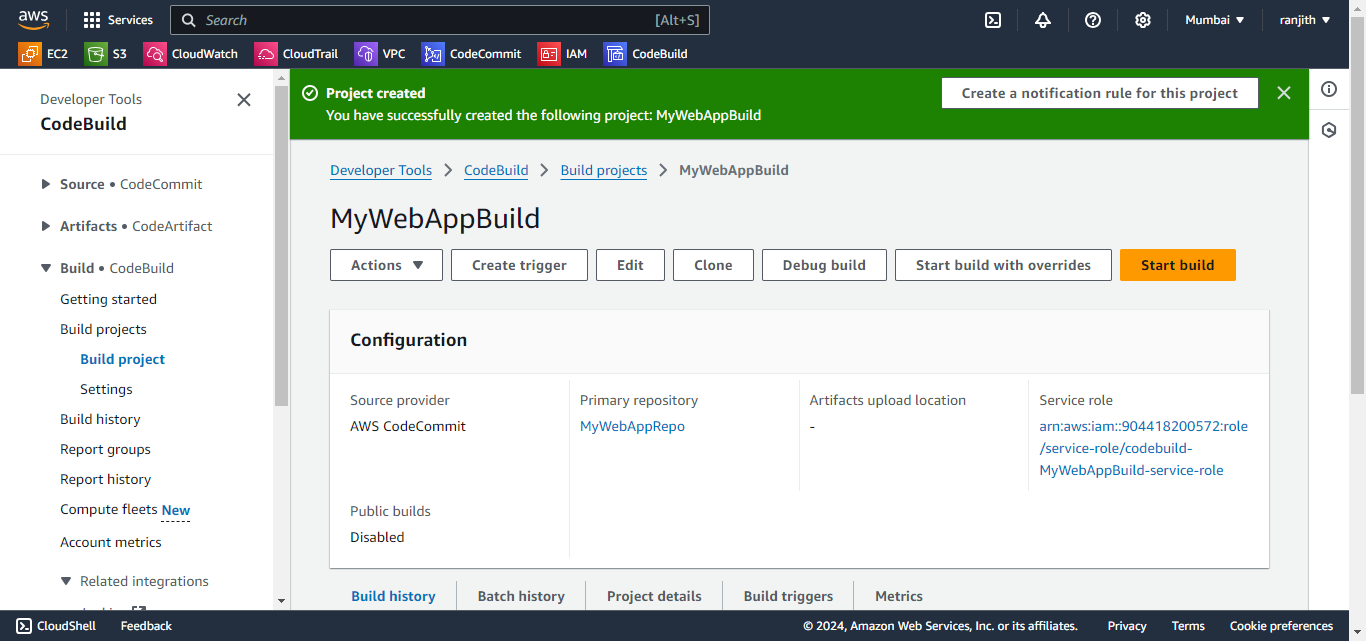 aws
Services
Search
[Alt+S]
Mumbai
ranjith
EC2
S3
CloudWatch
CloudTrail
VPC
CodeCommit
IAM
CodeBuild
Developer Tools
CodeBuild
Source • CodeCommit
Artifacts • CodeArtifact
Build • CodeBuild
Getting started
Build projects
Build project
Settings
Build history
Report groups
Report history
Compute fleets New
Account metrics
Related integrations
Project created
You have successfully created the following project: MyWebAppBuild
Create a notification rule for this project
Developer Tools
CodeBuild
Build projects
MyWebAppBuild
MyWebAppBuild
Actions
Create trigger
Edit
Clone
Debug build
Start build with overrides
Start build
Configuration
Source provider
AWS CodeCommit
Primary repository
MyWebAppRepo
Artifacts upload location
-
Service role
arn:aws:iam::904418200572:role
/service-role/codebuild-
MyWebAppBuild-service-role
Public builds
Disabled
Build history
Batch history
Project details
Build triggers
Metrics
CloudShell
Feedback
© 2024, Amazon Web Services, Inc. or its affiliates.
Privacy
Terms
Cookie preferences